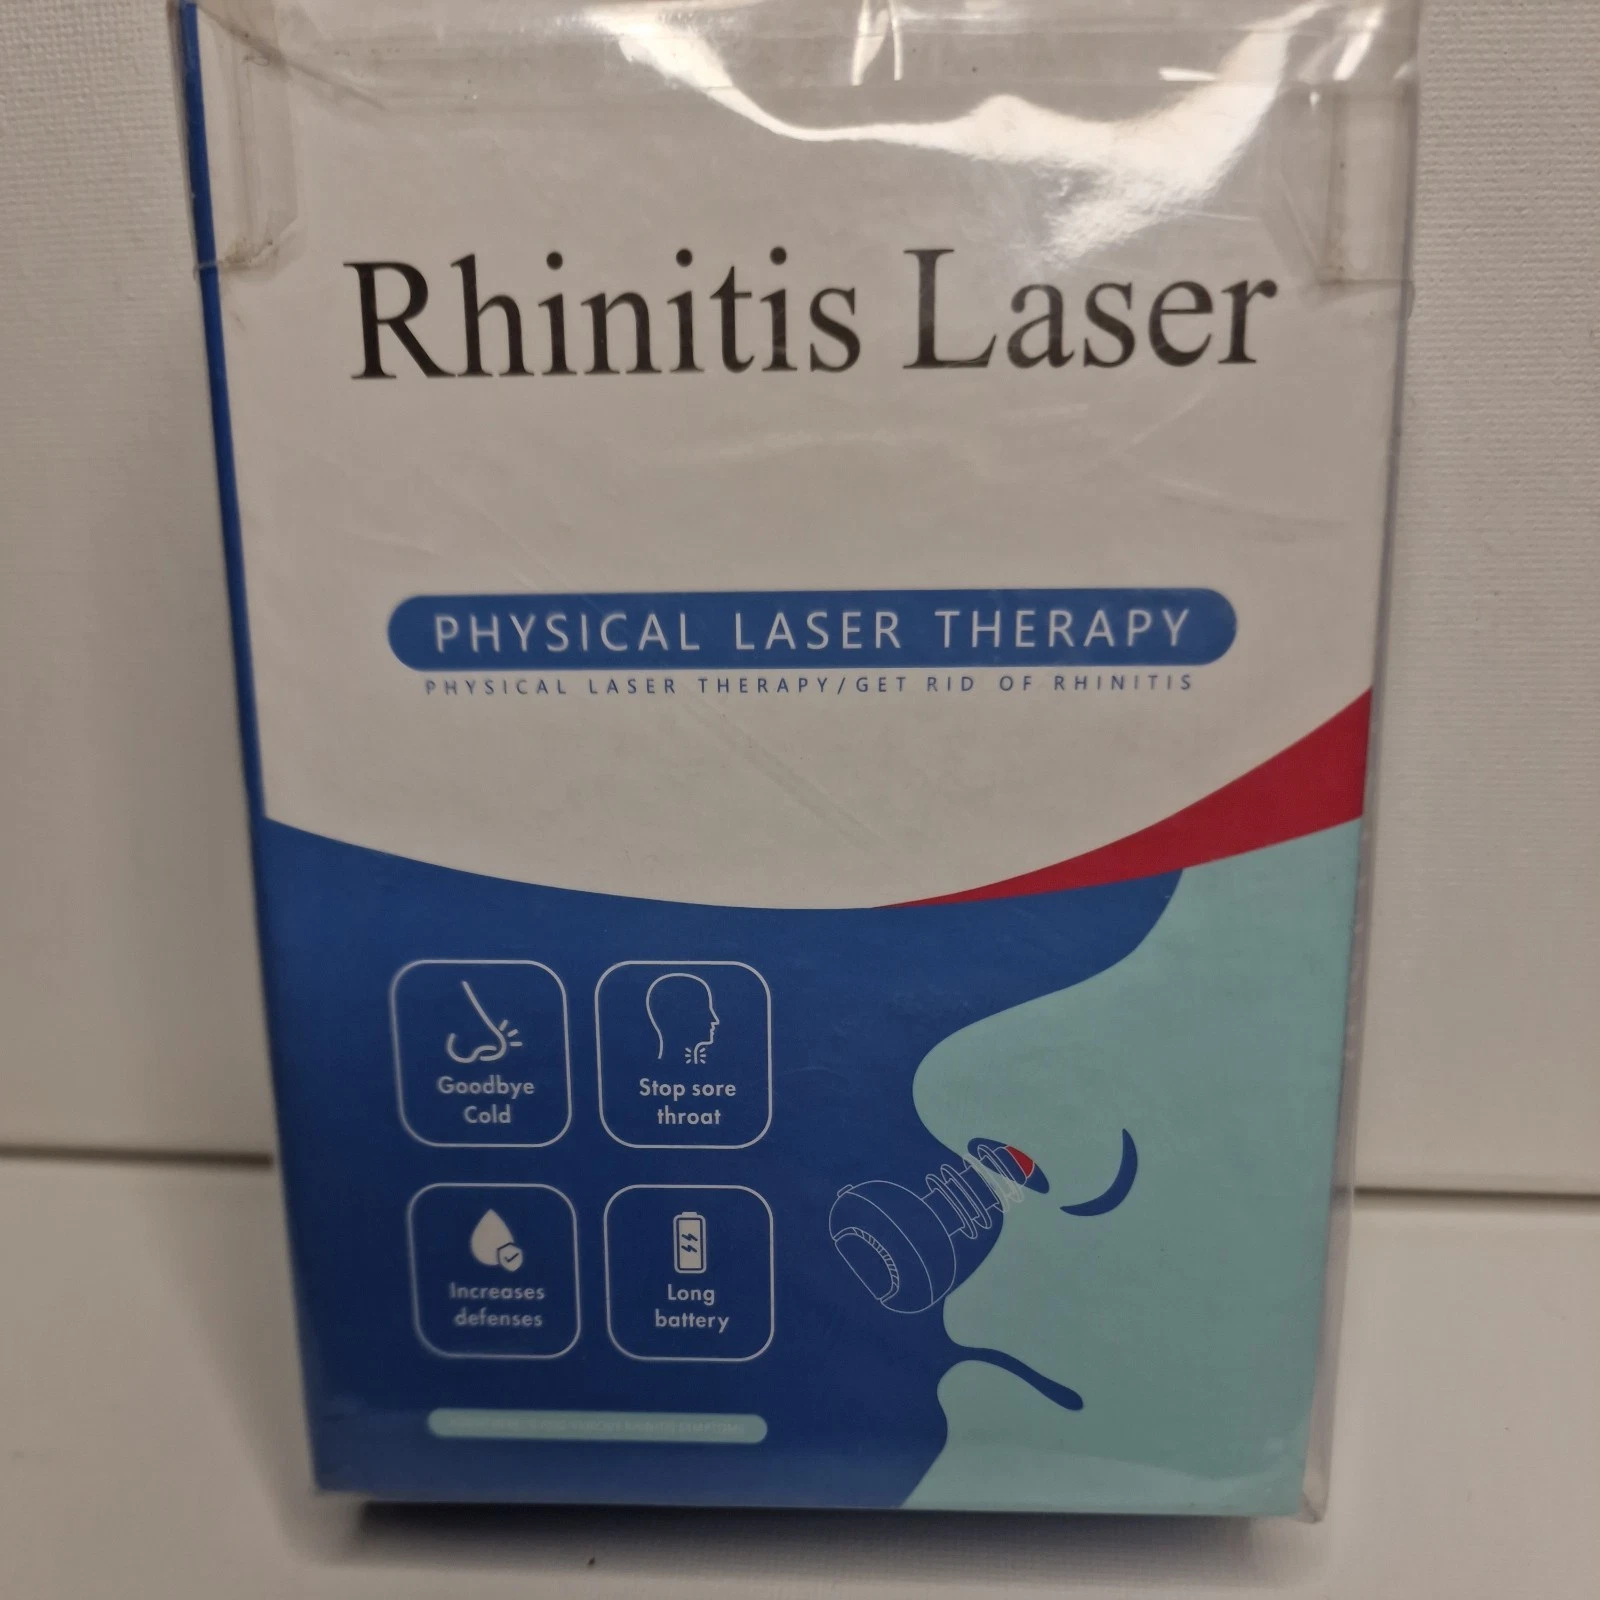 Rhinitis Laser
PHYSICAL LASER THERAPY
PHYSICAL LASER THERAPY/GET RID OF RHINITIS
Goodbye
Cold
Stop sore
throat
Increases
defenses
Long
battery